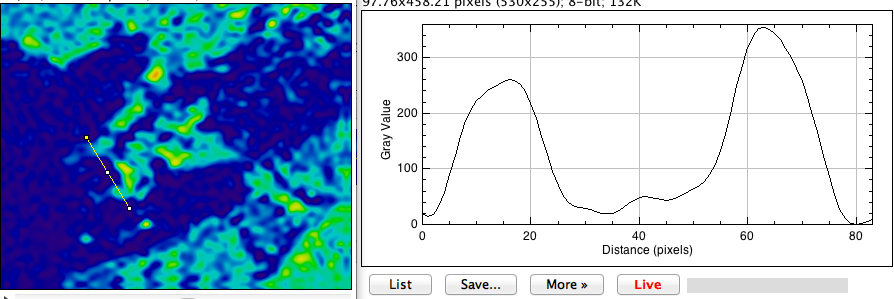 97.76x458.21 pixels (530x255); 8-bit; 132K
300
200
100
0
Gray Value
0 20 40 60 80
Distance (pixels)
List Save... More » Live